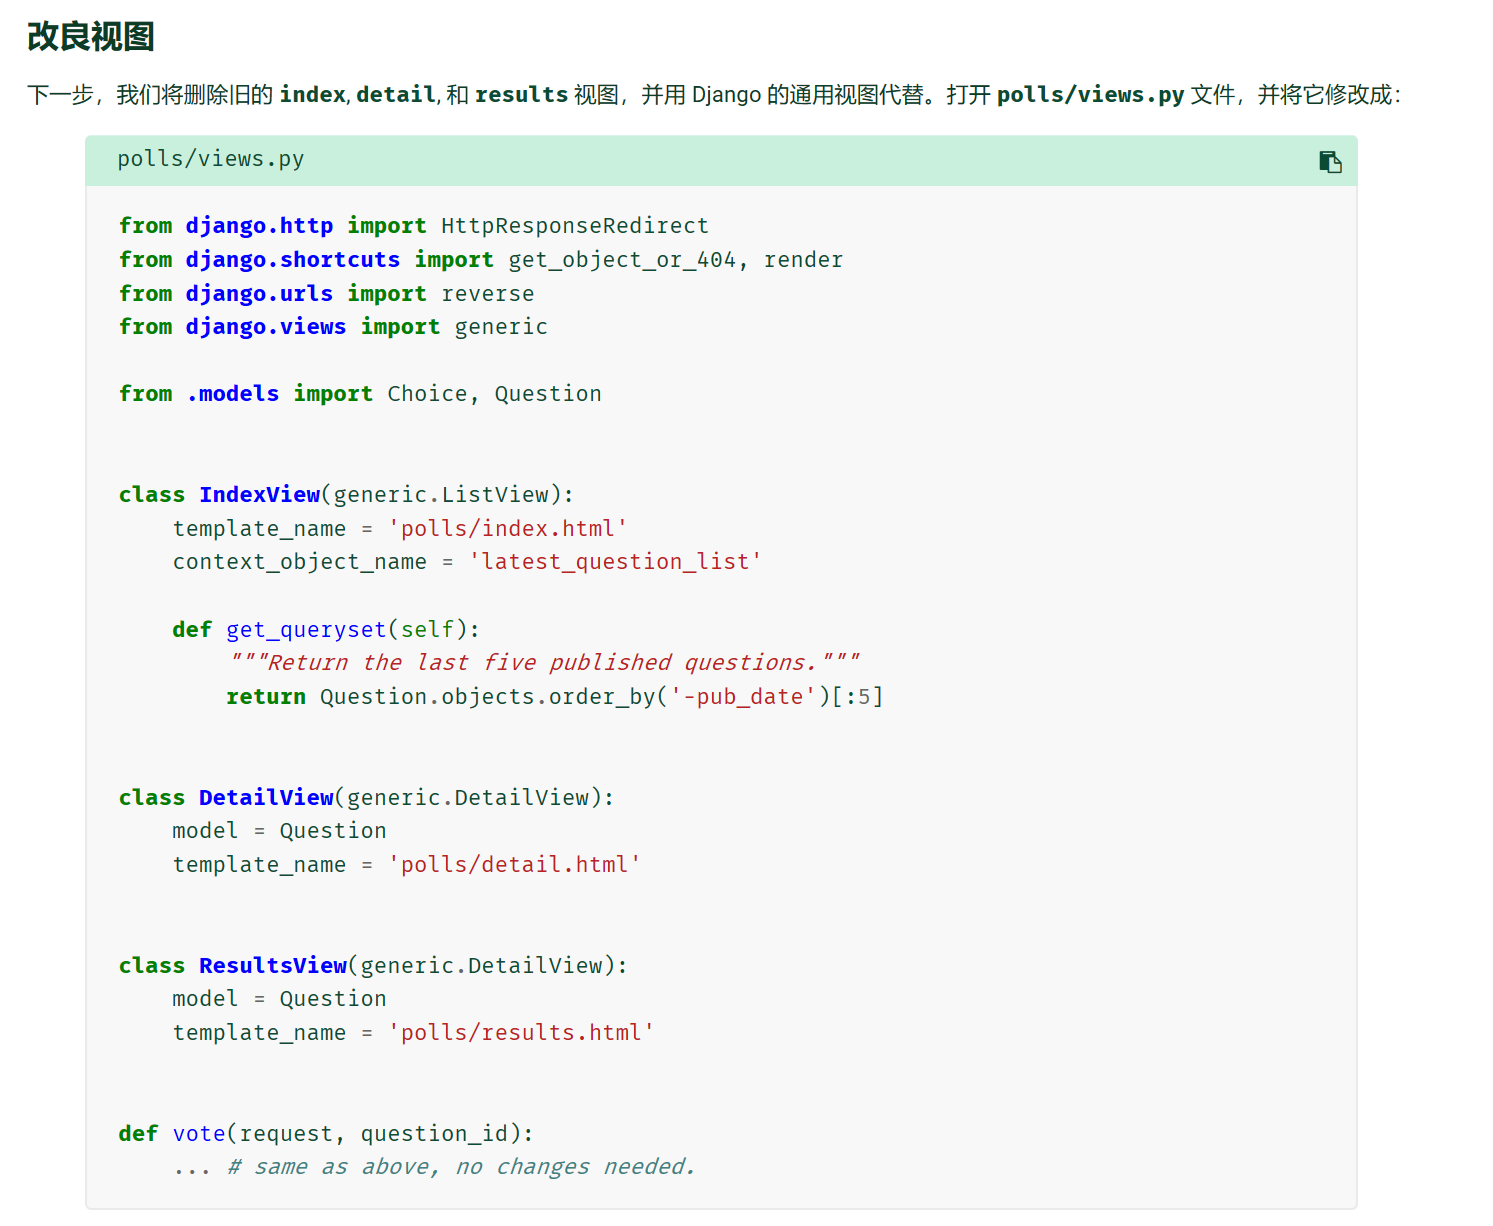 改良视图
下一步，我们将删除旧的 index, detail, 和 results 视图，并用 Django 的通用视图代替。打开 polls/views.py 文件，并将它修改成：
polls/views.py
from django.http import HttpResponseRedirect
from django.shortcuts import get_object_or_404, render
from django.urls import reverse
from django.views import generic
from .models import Choice, Question
class IndexView(generic.ListView):
    template_name = 'polls/index.html'
    context_object_name = 'latest_question_list'
    def get_queryset(self):
        """Return the last five published questions."""
        return Question.objects.order_by('-pub_date')[:5]
class DetailView(generic.DetailView):
    model = Question
    template_name = 'polls/detail.html'
class ResultsView(generic.DetailView):
    model = Question
    template_name = 'polls/results.html'
def vote(request, question_id):
    ... # same as above, no changes needed.